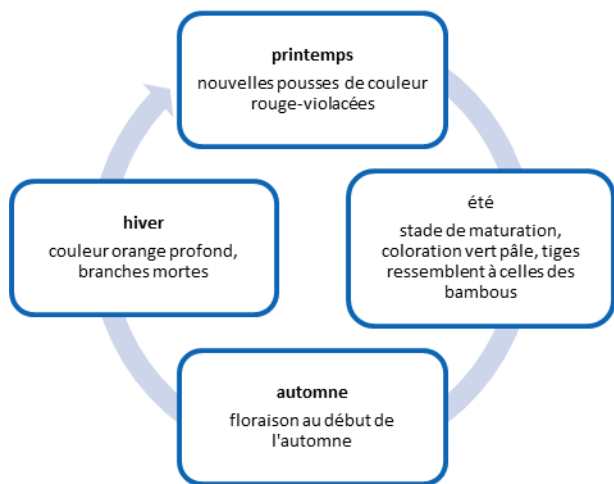 printemps
nouvelles pousses de couleur
rouge-violacées
été
stade de maturation,
coloration vert pâle, tiges
ressemblent à celles des
bambous
automne
floraison au début de
l'automne
hiver
couleur orange profond,
branches mortes